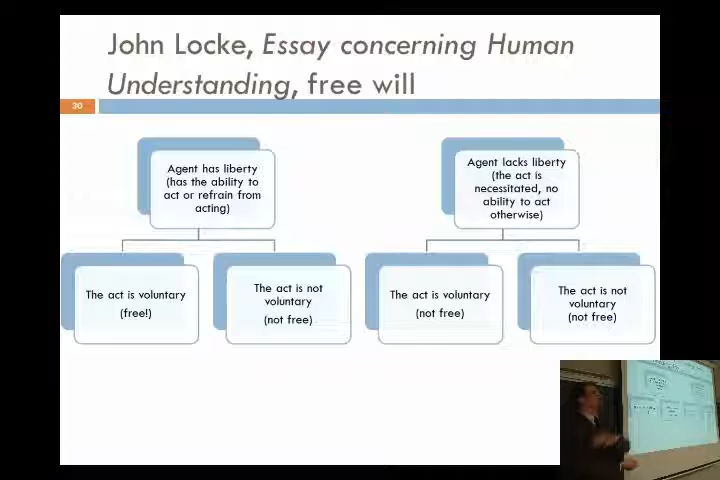 John Locke, Essay concerning Human
Understanding, free will
30
Agent has liberty
(has the ability to
act or refrain from
acting)
Agent lacks liberty
(the act is
necessitated, no
ability to act
otherwise)
The act is voluntary
(free!)
The act is not
voluntary
(not free)
The act is voluntary
(not free)
The act is not
voluntary
(not free)